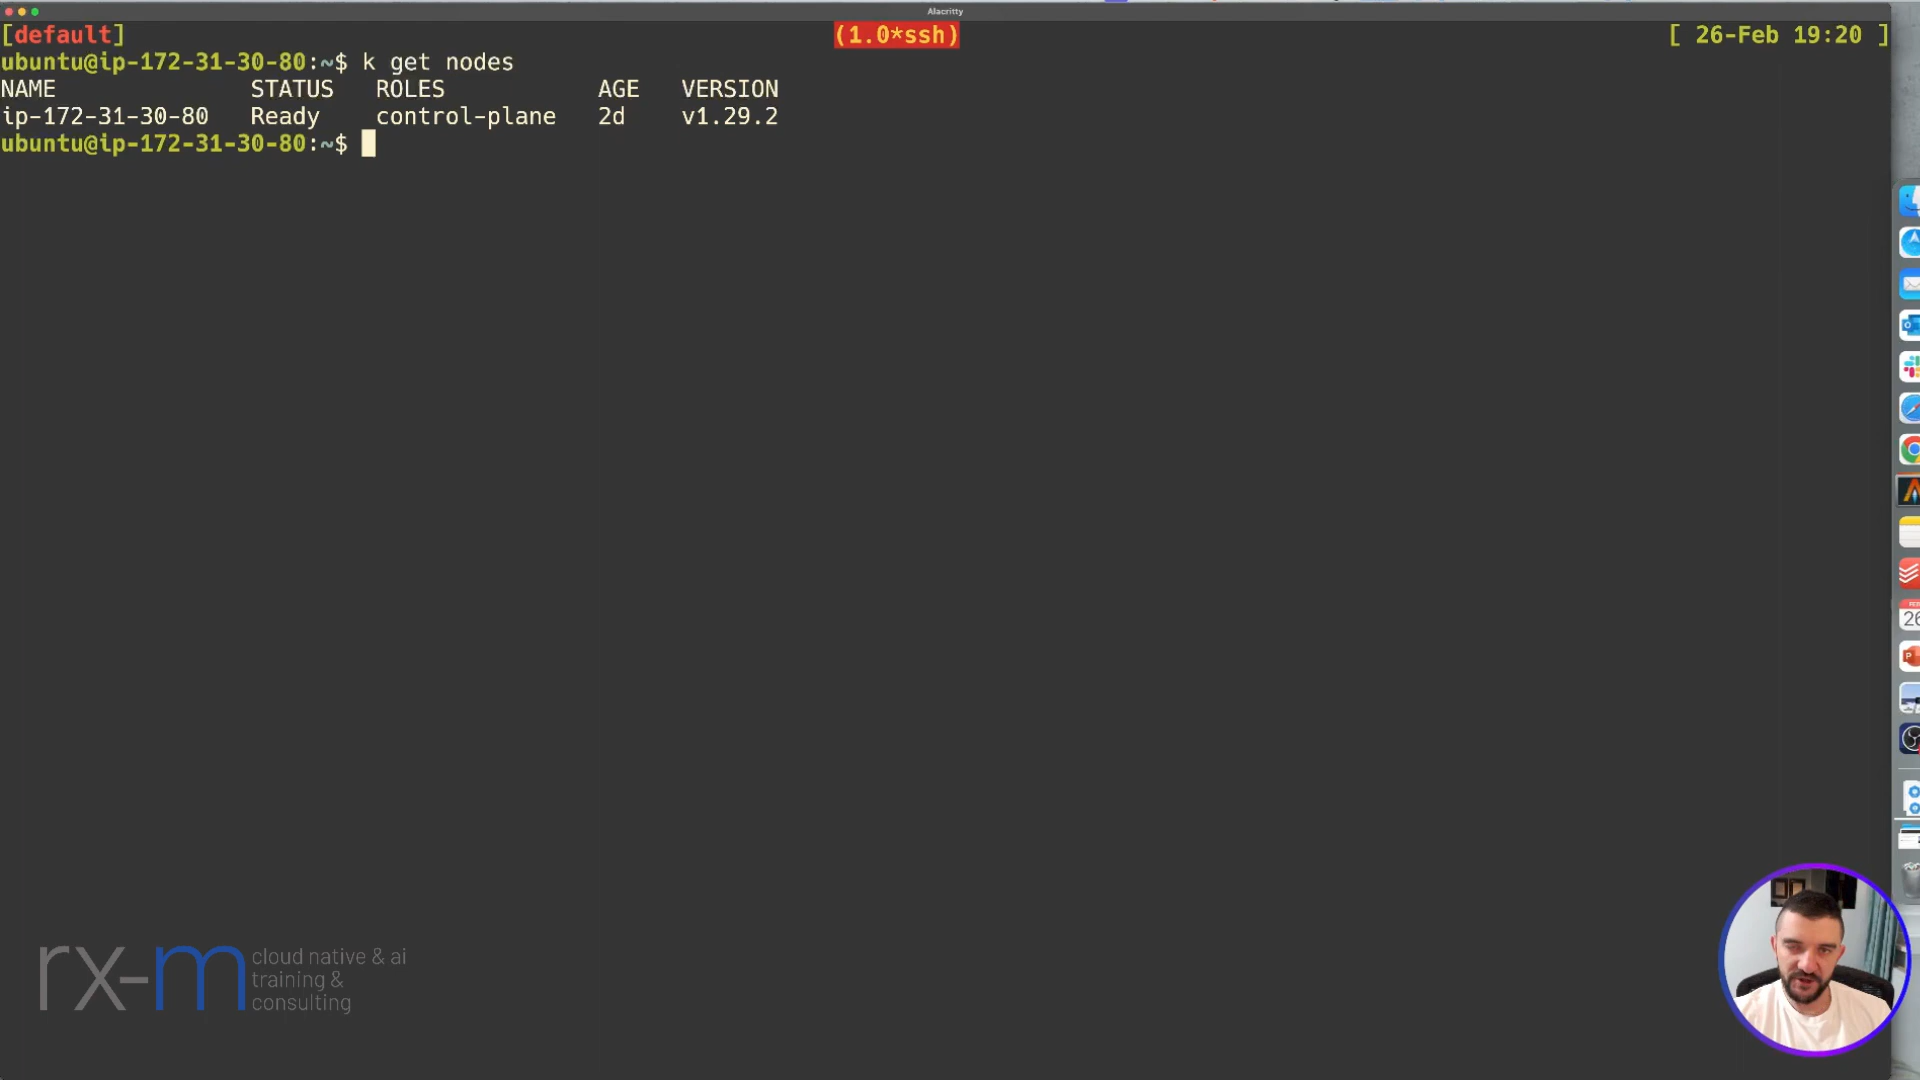 Alacritty
[default] (1.0*ssh) [ 26-Feb 19:20 ]
ubuntu@ip-172-31-30-80:~$ k get nodes
NAME STATUS ROLES AGE VERSION
ip-172-31-30-80 Ready control-plane 2d v1.29.2
ubuntu@ip-172-31-30-80:~$
FEB
26
rx-m
cloud native & ai
training &
consulting